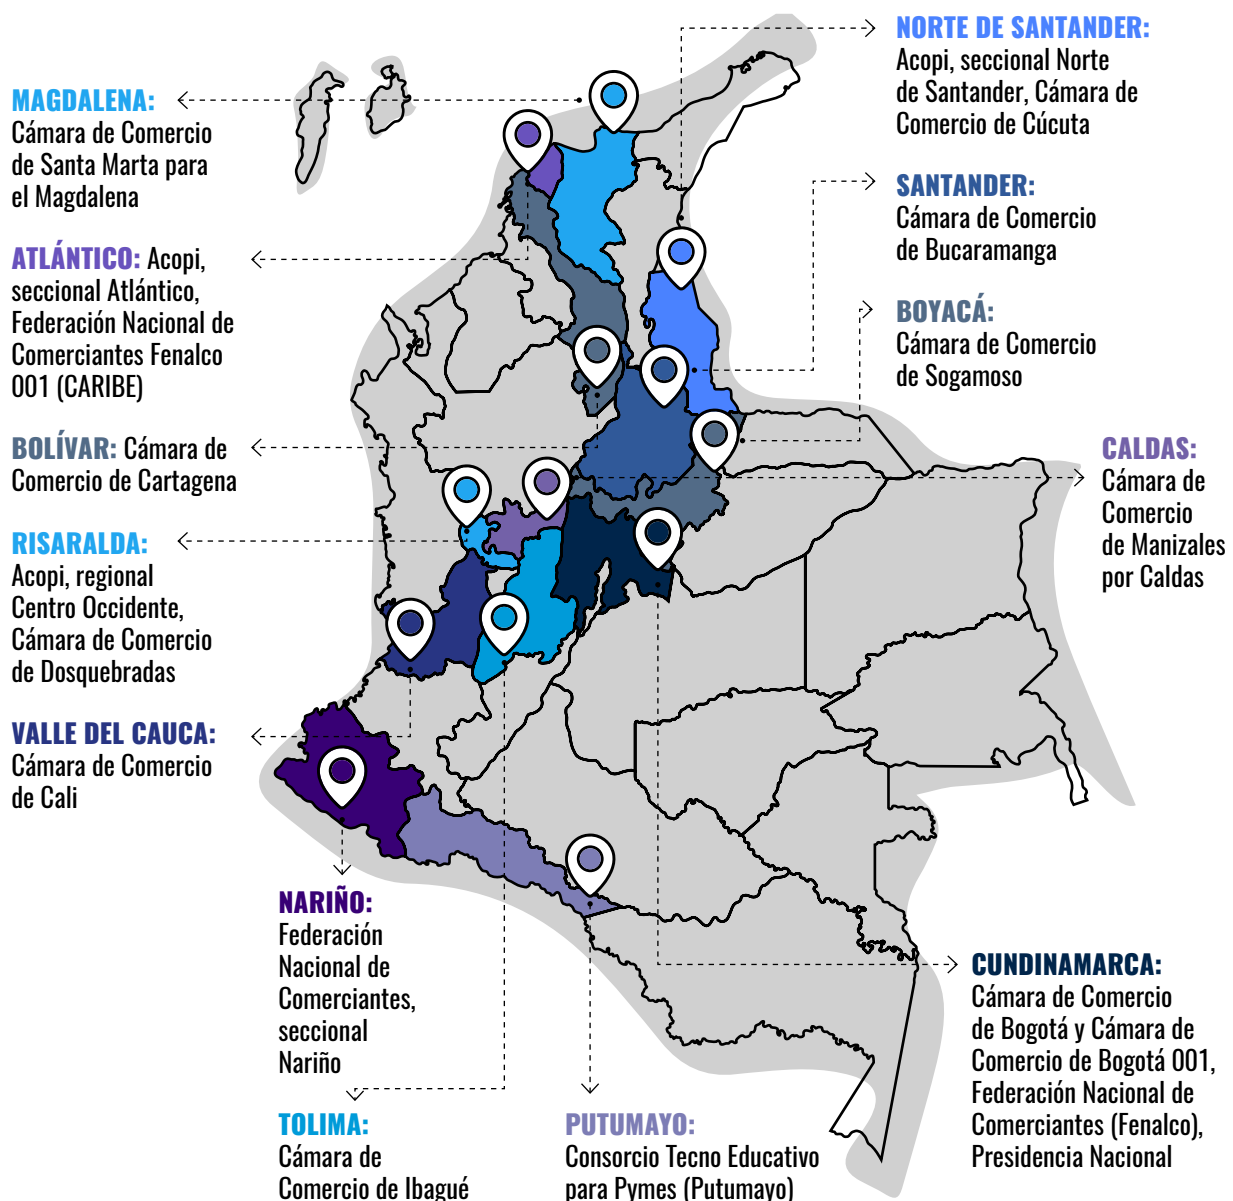 MAGDALENA:
Cámara de Comercio
de Santa Marta para
el Magdalena
ATLÁNTICO: Acopi,
seccional Atlántico,
Federación Nacional de
Comerciantes Fenalco
001 (CARIBE)
BOLÍVAR: Cámara de
Comercio de Cartagena
RISARALDA:
Acopi, regional
Centro Occidente,
Cámara de Comercio
de Dosquebradas
VALLE DEL CAUCA:
Cámara de Comercio
de Cali
NARIÑO:
Federación
Nacional de
Comerciantes,
seccional
Nariño
TOLIMA:
Cámara de
Comercio de Ibagué
PUTUMAYO:
Consorcio Tecno Educativo
para Pymes (Putumayo)
NORTE DE SANTANDER:
Acopi, seccional Norte
de Santander, Cámara de
Comercio de Cúcuta
SANTANDER:
Cámara de Comercio
de Bucaramanga
BOYACÁ:
Cámara de Comercio
de Sogamoso
CALDAS:
Cámara de
Comercio
de Manizales
por Caldas
CUNDINAMARCA:
Cámara de Comercio
de Bogotá y Cámara de
Comercio de Bogotá 001,
Federación Nacional de
Comerciantes (Fenalco),
Presidencia Nacional